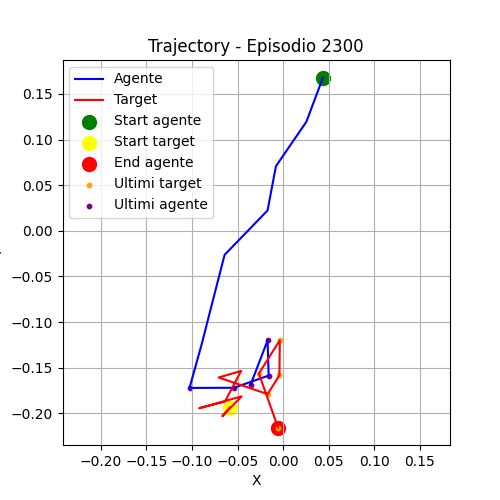 Trajectory - Episodio 2300
Agente
Target
Start agente
Start target
End agente
Ultimi target
Ultimi agente
0.15
0.10
0.05
0.00
−0.05
−0.10
−0.15
−0.20
−0.20 −0.15 −0.10 −0.05 0.00 0.05 0.10 0.15
X